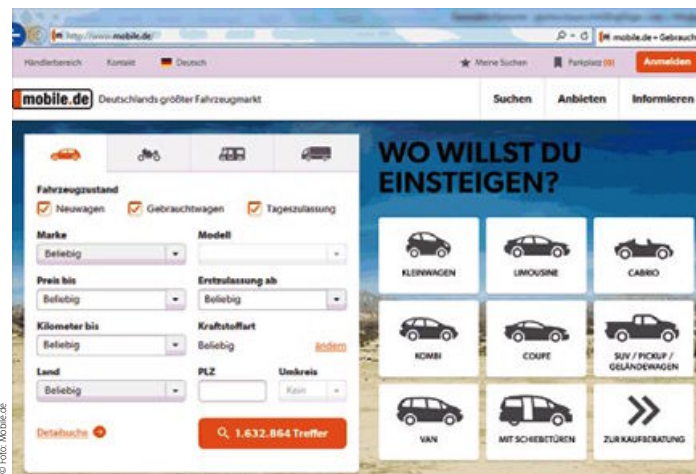 http://www.mobile.de/
mobile.de - Gebrauch
Händlerbereich Kontakt Deutsch Meine Suchen Parkplatz (0) Anmelden
mobile.de Deutschlands größter Fahrzeugmarkt Suchen Anbieten Informieren
WO WILLST DU
EINSTEIGEN?
Fahrzeugzustand
Neuwagen Gebrauchtwagen Tageszulassung
Marke Modell
Beliebig
Preis bis Erstzulassung ab
Beliebig Beliebig
Kilometer bis Kraftstoffart
Beliebig Beliebig ändern
Land PLZ Umkreis
Beliebig Kein
Detailsuche 1.632.864 Treffer
KLEINWAGEN LIMOUSINE CABRIO
KOMBI COUPE SUV / PICKUP /
GELÄNDEWAGEN
VAN MIT SCHIEBETÜREN ZUR KAUFBERATUNG
© Foto: Mobile.de